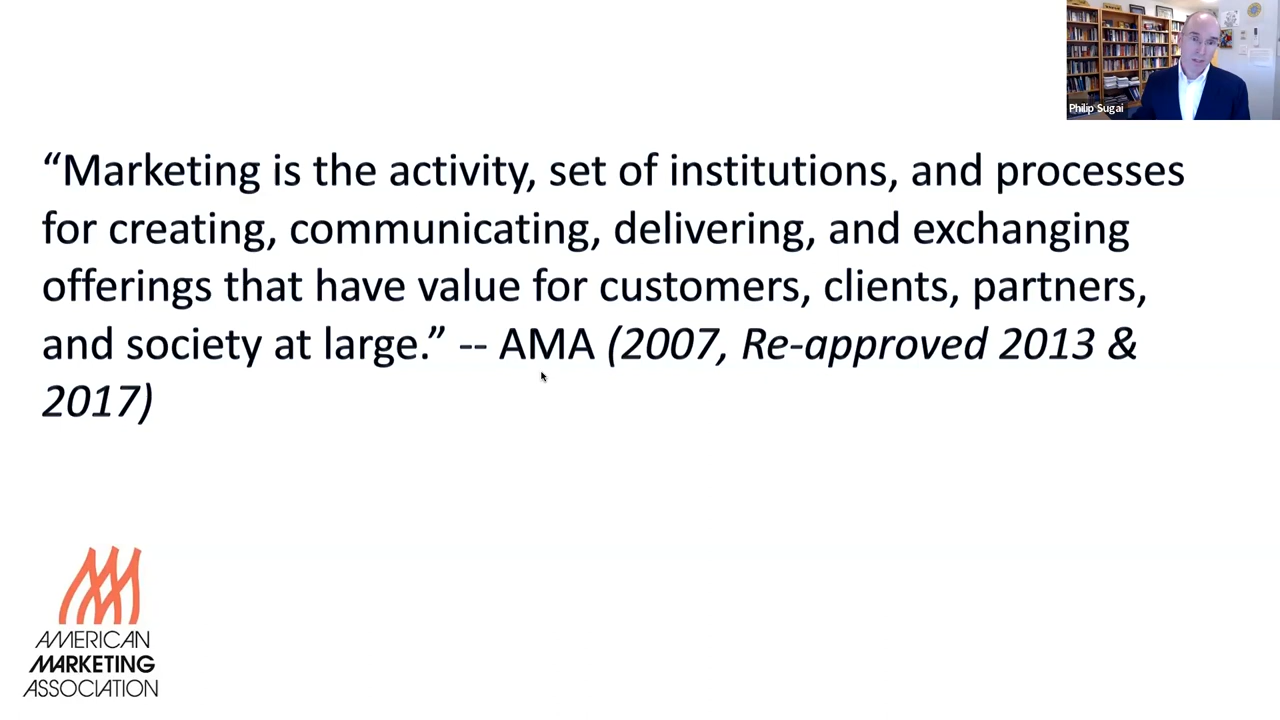 Philip Sugai
“Marketing is the activity, set of institutions, and processes
for creating, communicating, delivering, and exchanging
offerings that have value for customers, clients, partners,
and society at large.” -- AMA (2007, Re-approved 2013 &
2017)
AMERICAN
MARKETING
ASSOCIATION